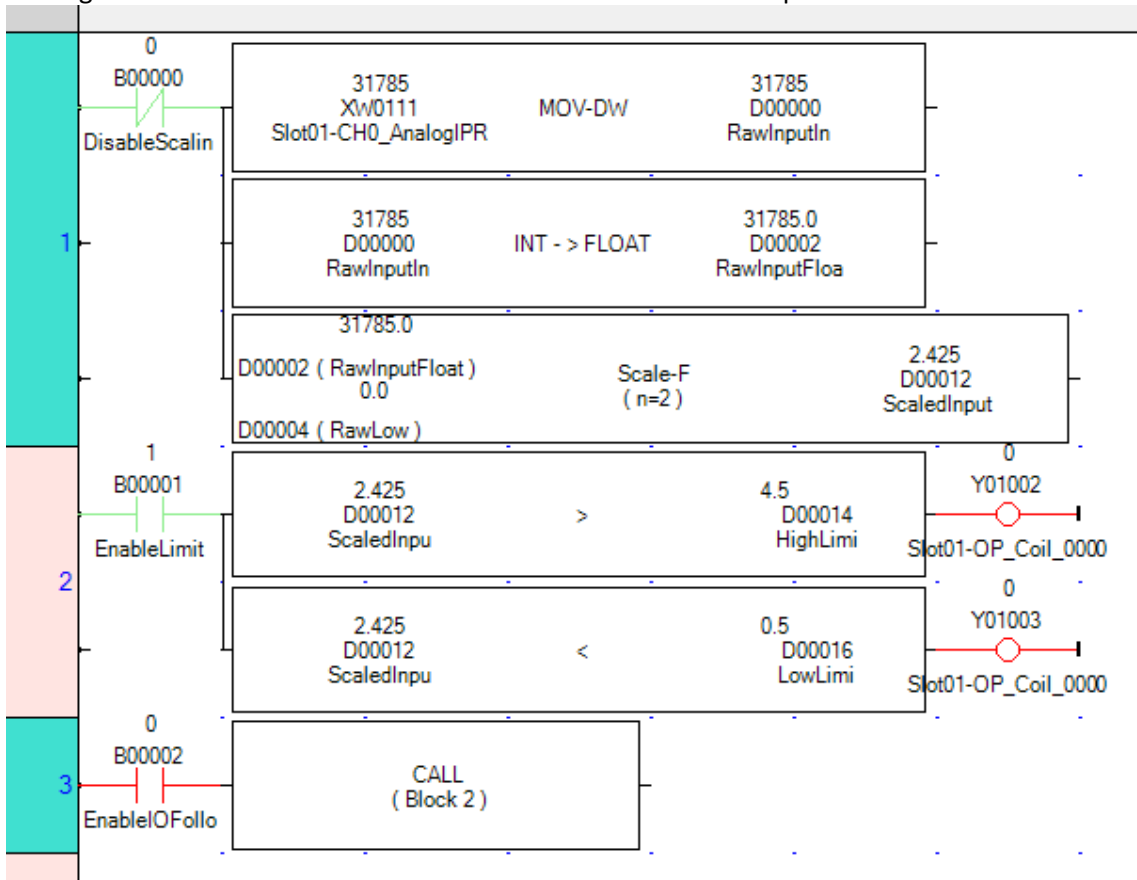 0
B00000
DisableScalin
31785
XW0111
Slot01-CH0_AnalogIPR
MOV-DW
31785
D00000
RawInputIn
1
31785
D00000
RawInputIn
INT - > FLOAT
31785.0
D00002
RawInputFloa
31785.0
D00002 ( RawInputFloat )
0.0
D00004 ( RawLow )
Scale-F
( n=2 )
2.425
D00012
ScaledInput
1
B00001
EnableLimit
2.425
D00012
ScaledInpu
>
4.5
D00014
HighLimi
0
Y01002
Slot01-OP_Coil_0000
2
2.425
D00012
ScaledInpu
<
0.5
D00016
LowLimi
0
Y01003
Slot01-OP_Coil_0000
3
0
B00002
EnableIOFollo
CALL
( Block 2 )